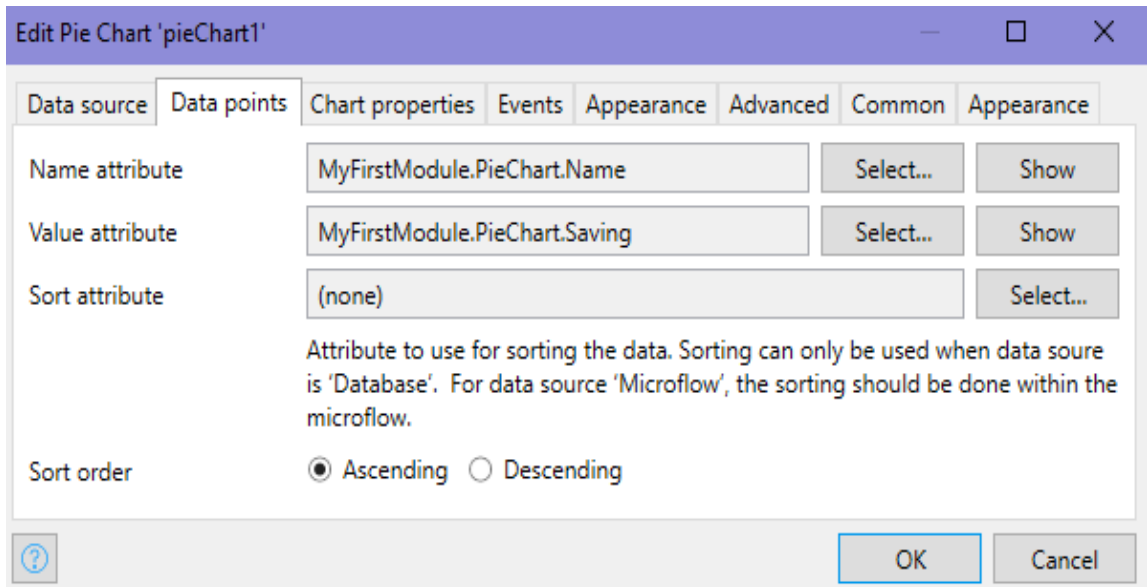 Edit Pie Chart 'pieChart1'
Data source Data points Chart properties Events Appearance Advanced Common Appearance
Name attribute MyFirstModule.PieChart.Name Select... Show
Value attribute MyFirstModule.PieChart.Saving Select... Show
Sort attribute (none) Select...
Attribute to use for sorting the data. Sorting can only be used when data soure
is ‘Database’.  For data source ‘Microflow’, the sorting should be done within the
microflow.
Sort order Ascending Descending
OK Cancel